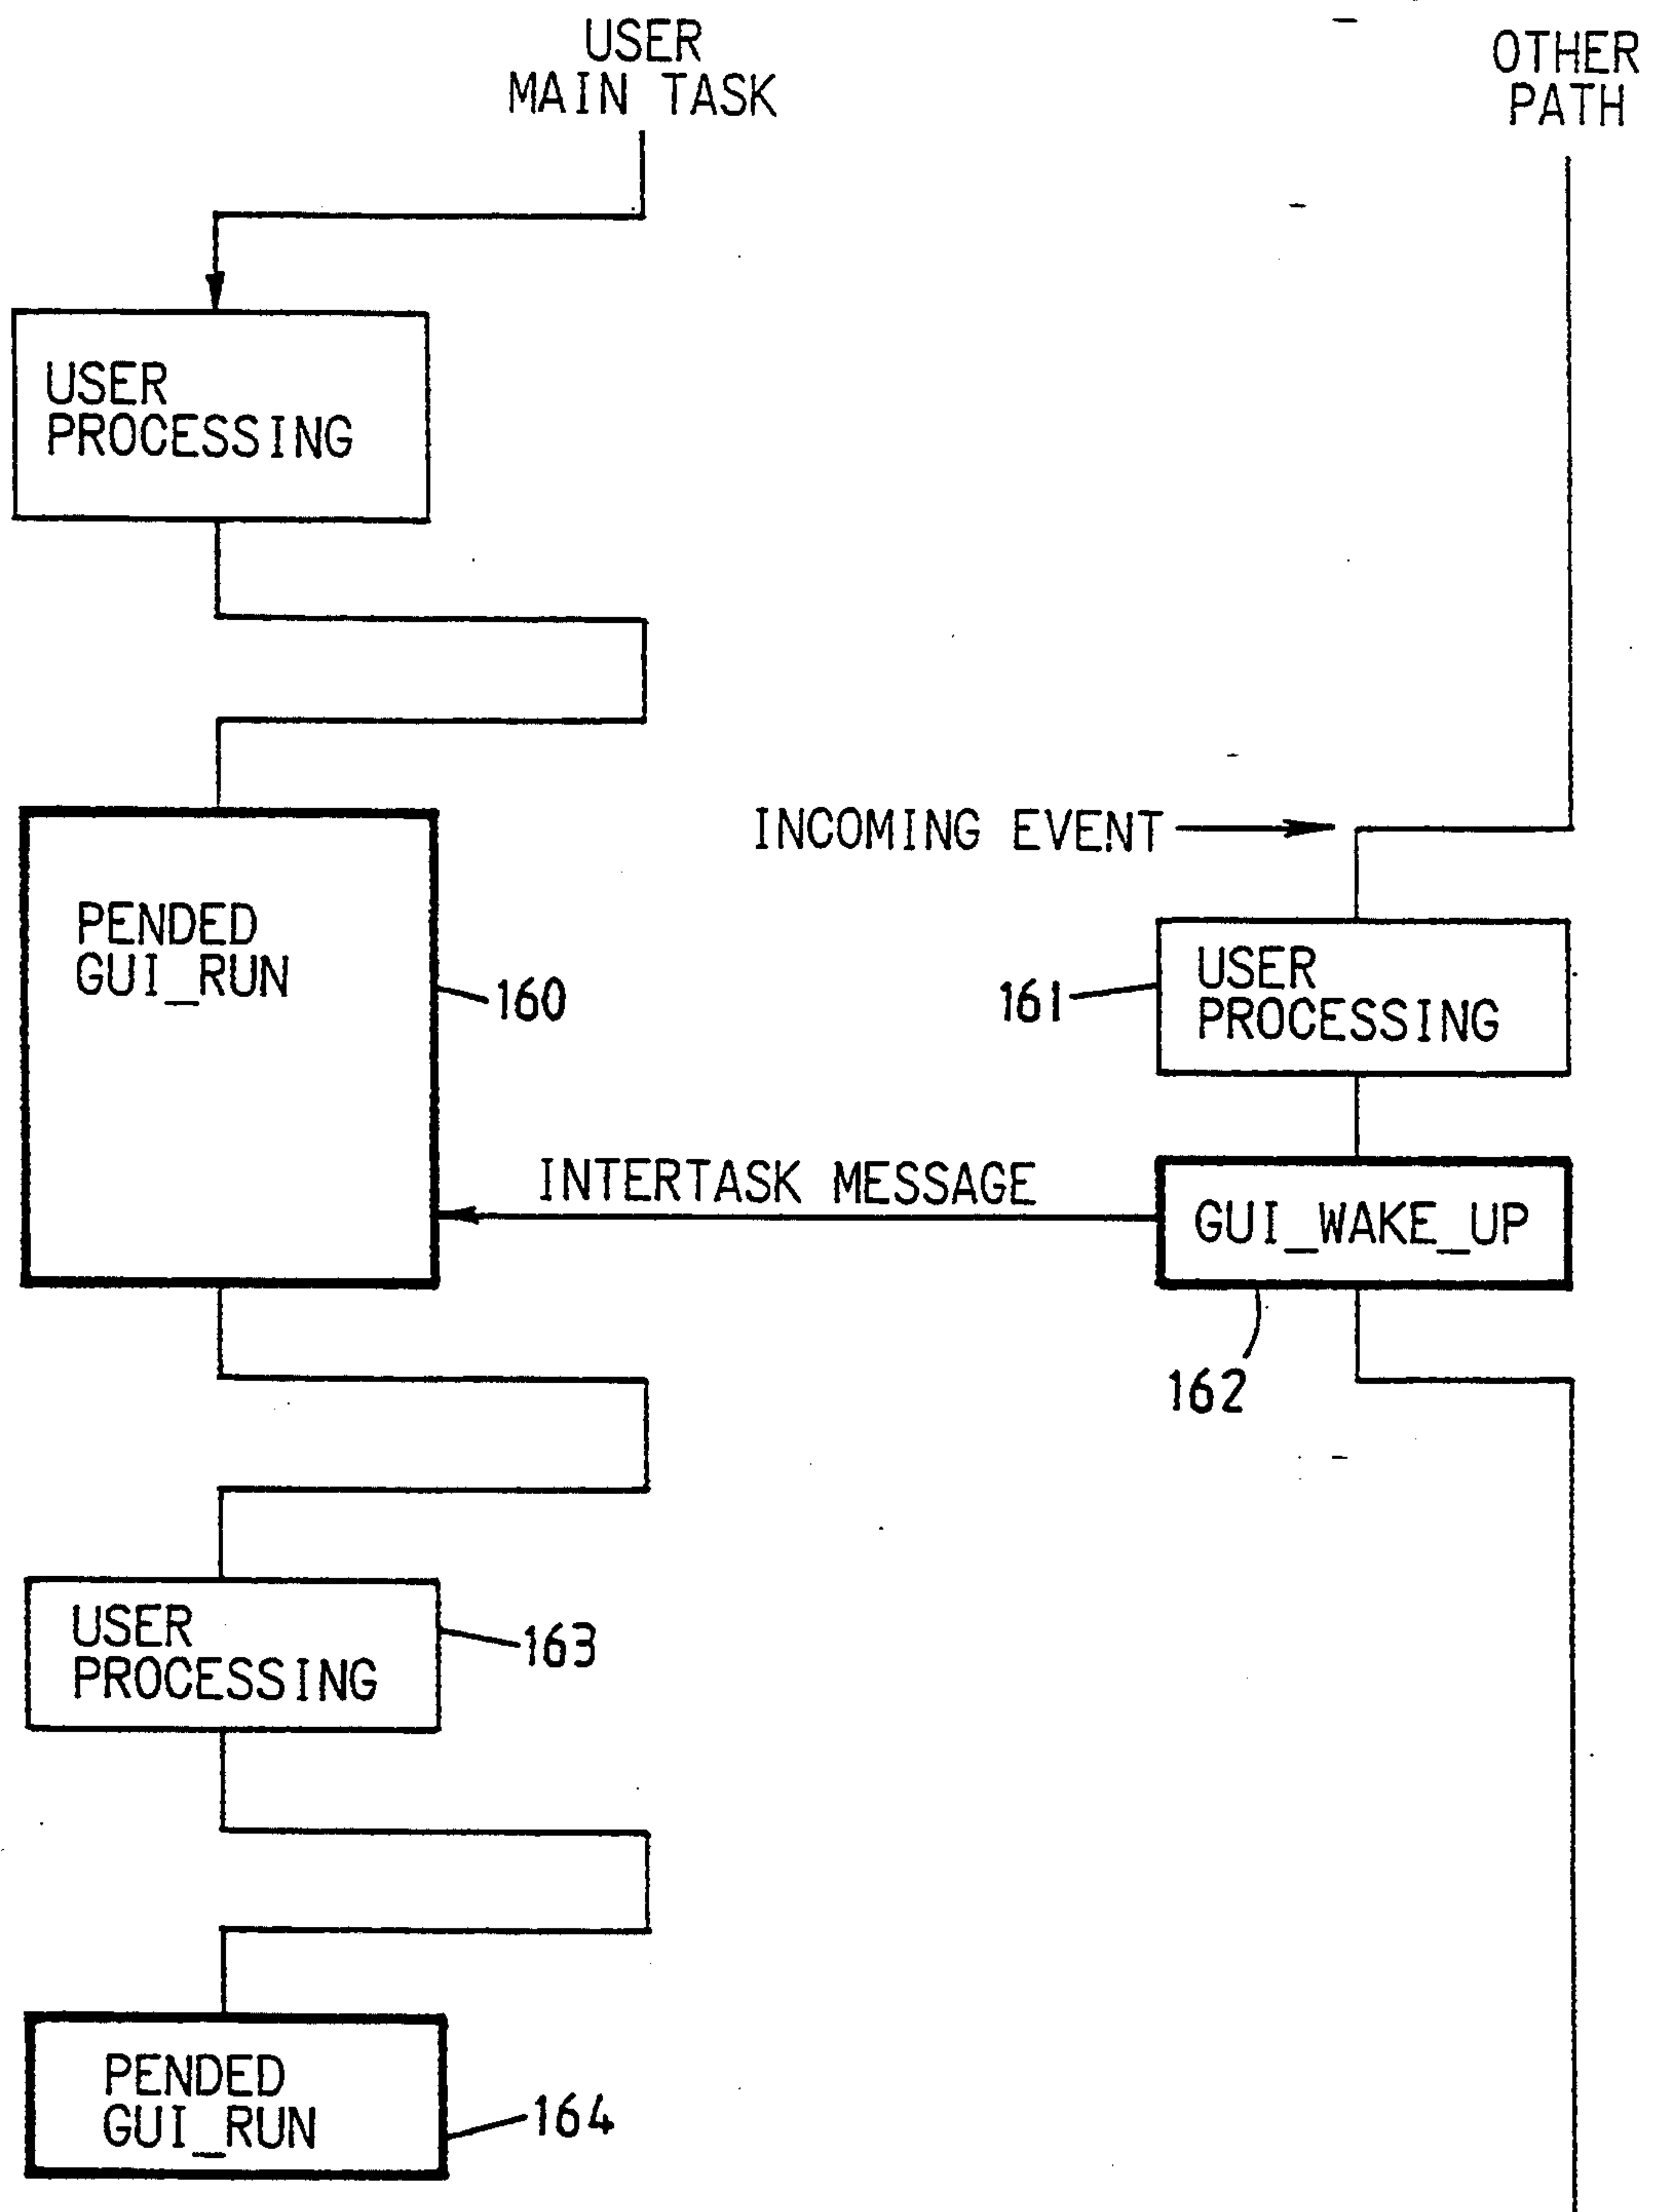 USER
MAIN TASK
OTHER
PATH
USER
PROCESSING
INCOMING EVENT
PENDED
GUI_RUN
160
161
USER
PROCESSING
INTERTASK MESSAGE
GUI_WAKE_UP
162
USER
PROCESSING
163
PENDED
GUI_RUN
164